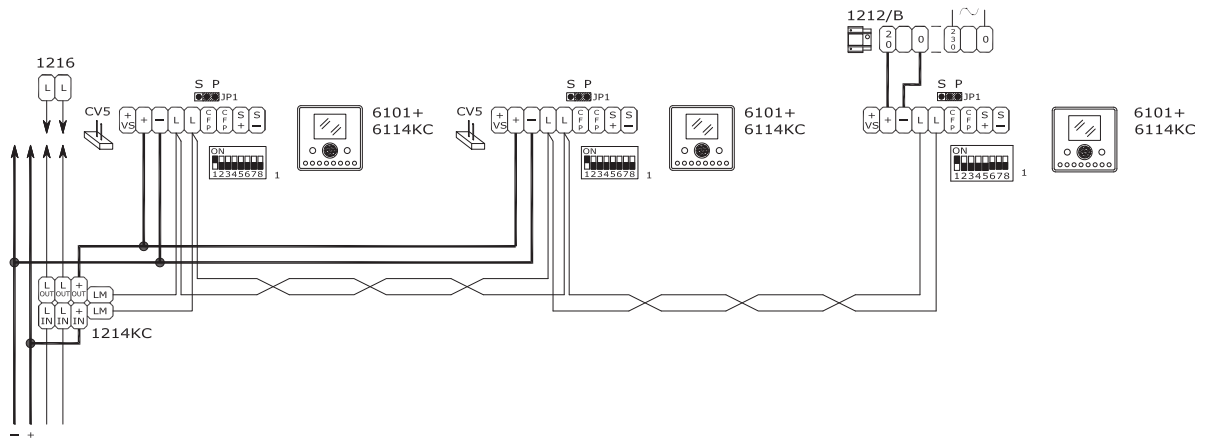 1212/B
20 0 230 0
1216
L L
CV5
S P
JP1
+VS + − L L CFP CFP S+ S−
6101+
6114KC
ON
12345678
1
CV5
S P
JP1
+VS + − L L CFP CFP S+ S−
6101+
6114KC
ON
12345678
1
S P
JP1
+VS + − L L CFP CFP S+ S−
6101+
6114KC
ON
12345678
1
L OUT L OUT + OUT LM
L IN L IN + IN LM
1214KC
− +